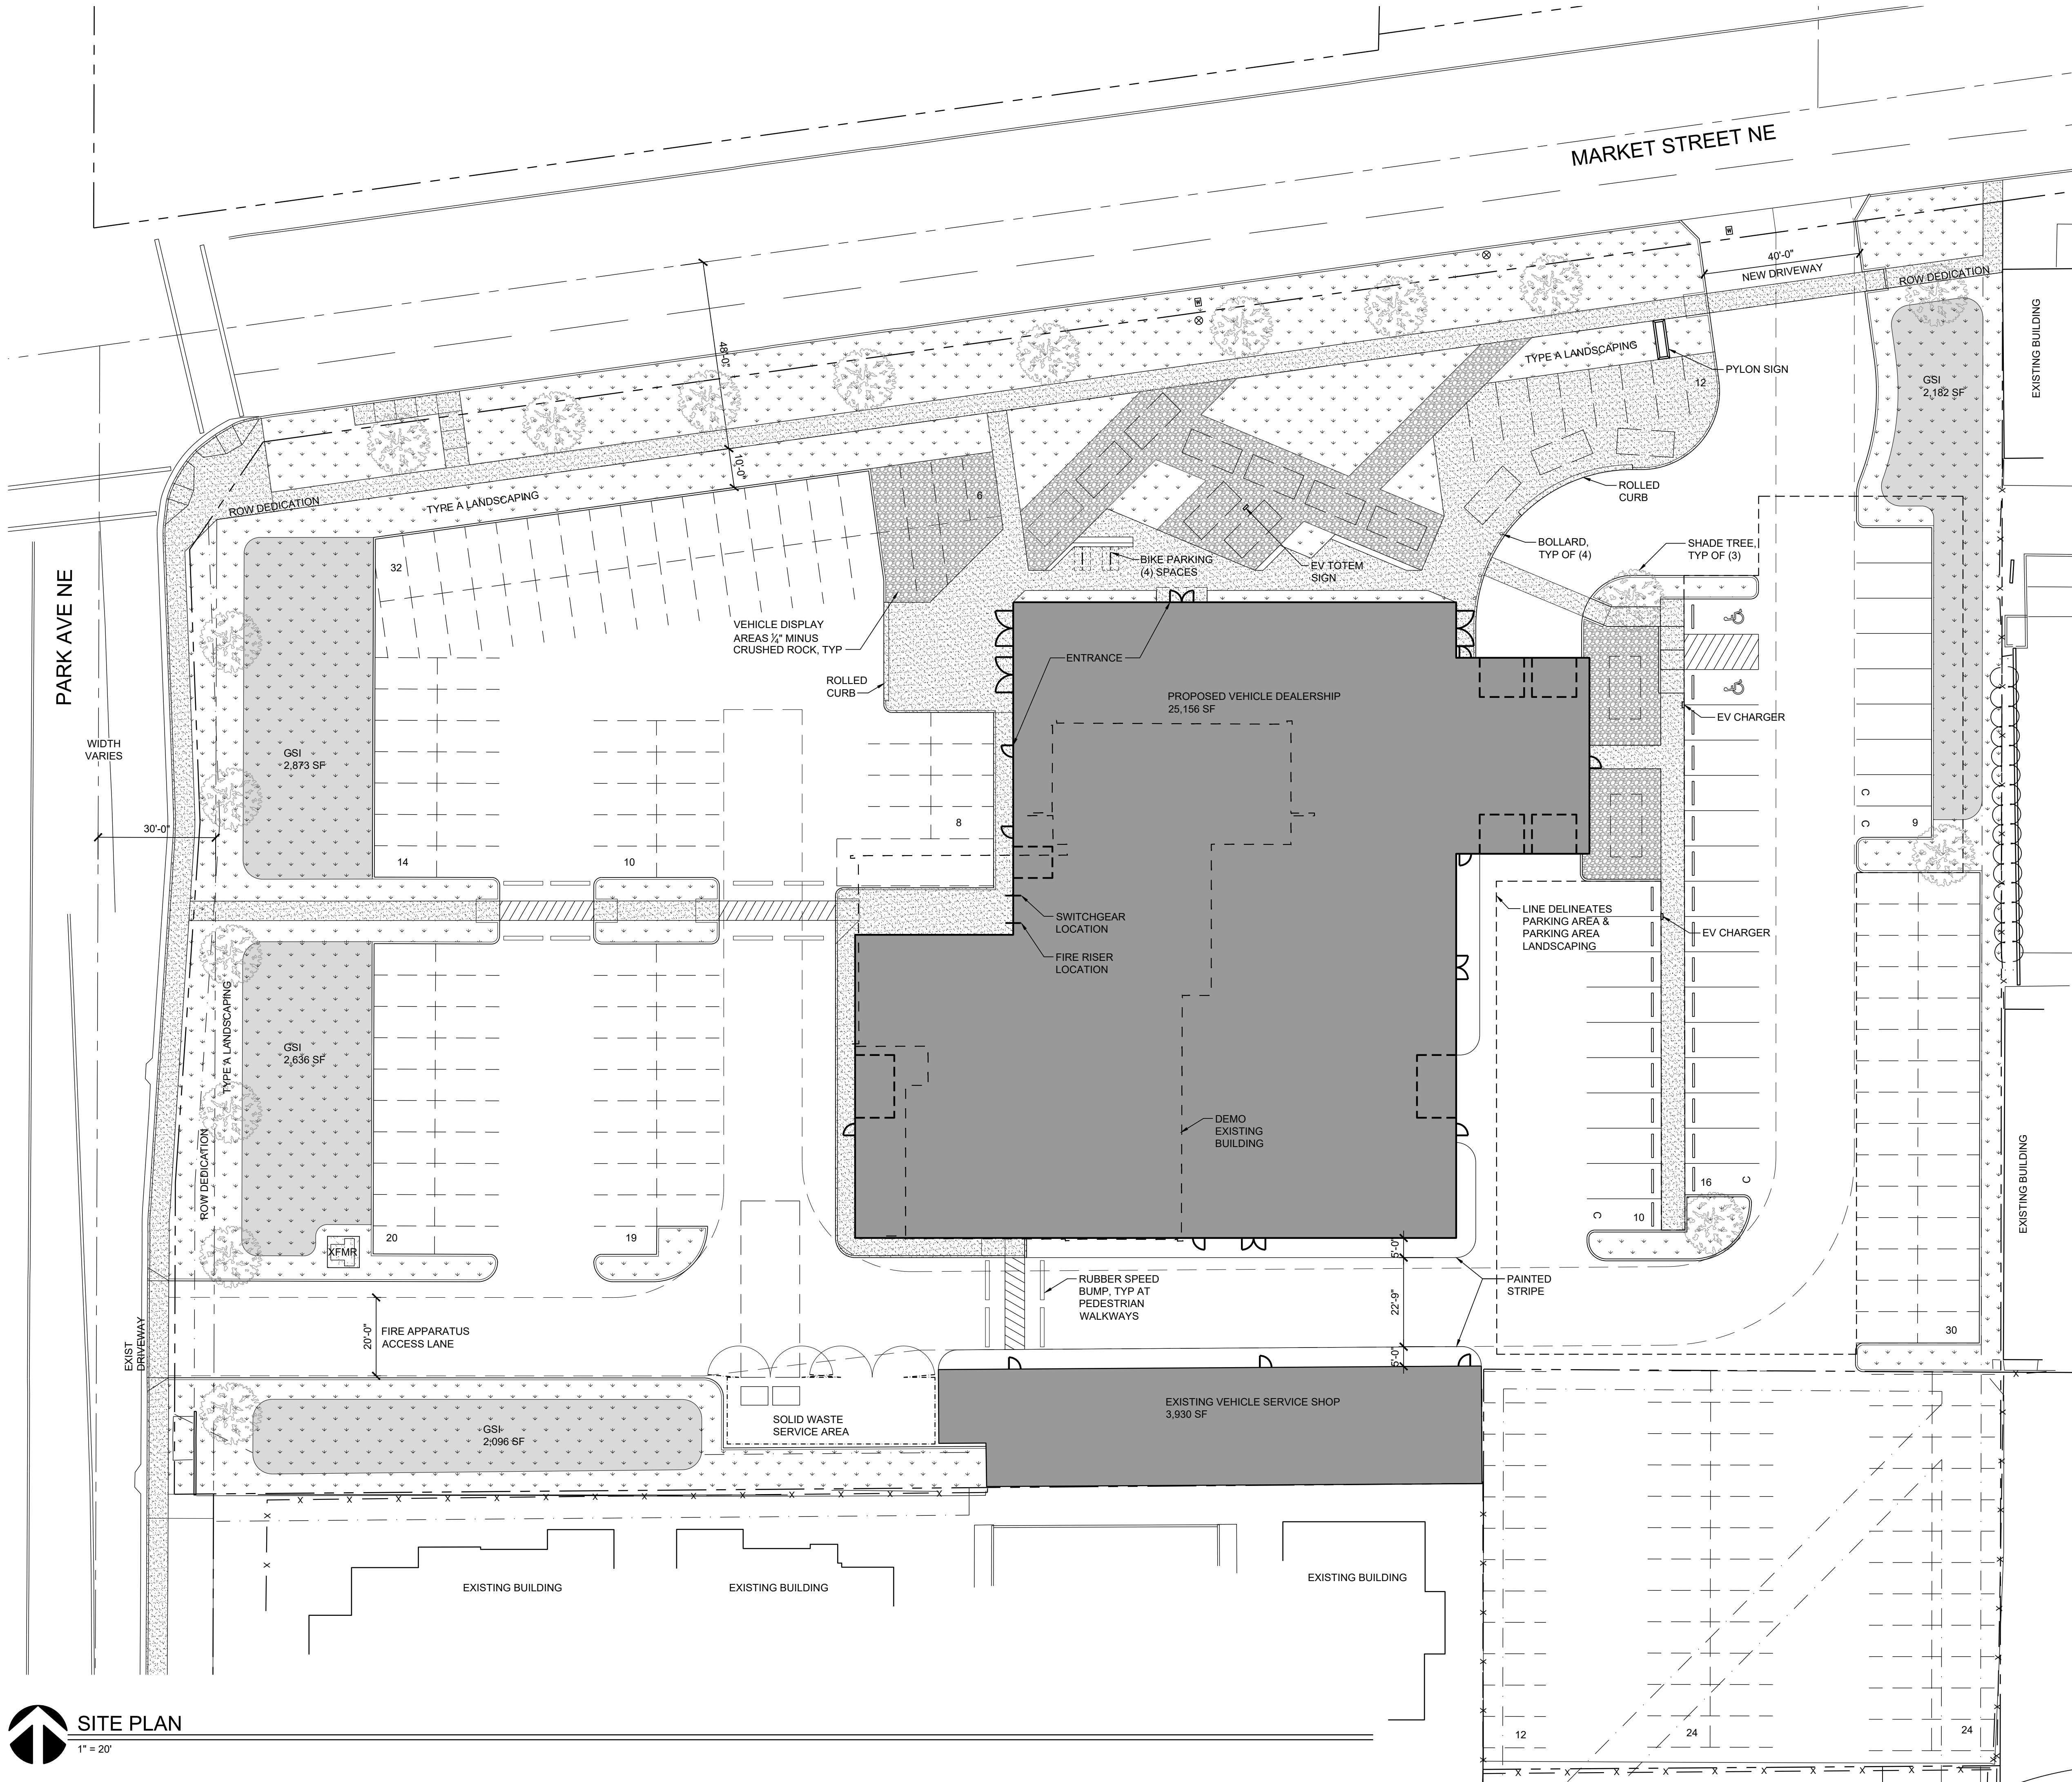 MARKET STREET NE
40'-0"
NEW DRIVEWAY
ROW DEDICATION
W
W
48'-0"
10'-0"
TYPE A LANDSCAPING
PYLON SIGN
12
GSI
2,182 SF
EXISTING BUILDING
ROW DEDICATION
TYPE A LANDSCAPING
6
ROLLED
CURB
BOLLARD,
TYP OF (4)
SHADE TREE,
TYP OF (3)
BIKE PARKING
(4) SPACES
EV TOTEM
SIGN
32
PARK AVE NE
VEHICLE DISPLAY
AREAS ¼" MINUS
CRUSHED ROCK, TYP
ENTRANCE
ROLLED
CURB
PROPOSED VEHICLE DEALERSHIP
25,156 SF
EV CHARGER
WIDTH
VARIES
GSI
2,873 SF
30'-0"
8
C
C
9
14
10
SWITCHGEAR
LOCATION
FIRE RISER
LOCATION
LINE DELINEATES
PARKING AREA &
PARKING AREA
LANDSCAPING
EV CHARGER
TYPE A LANDSCAPING
GSI
2,636 SF
DEMO
EXISTING
BUILDING
ROW DEDICATION
EXISTING BUILDING
16
C
C
10
XFMR
20
19
5'-0"
RUBBER SPEED
BUMP, TYP AT
PEDESTRIAN
WALKWAYS
PAINTED
STRIPE
22'-9"
5'-0"
30
EXIST
DRIVEWAY
20'-0"
FIRE APPARATUS
ACCESS LANE
EXISTING VEHICLE SERVICE SHOP
3,930 SF
SOLID WASTE
SERVICE AREA
GSI
2,096 SF
EXISTING BUILDING
EXISTING BUILDING
EXISTING BUILDING
12
24
24
SITE PLAN
1" = 20'